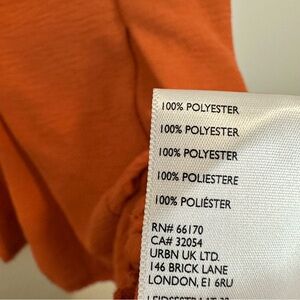 100% POLYESTER
100% POLYESTER
100% POLYESTER
100% POLIESTERE
100% POLIÉSTER
RN# 66170
CA# 32054
URBN UK LTD.
146 BRICK LANE
LONDON, E1 6RU